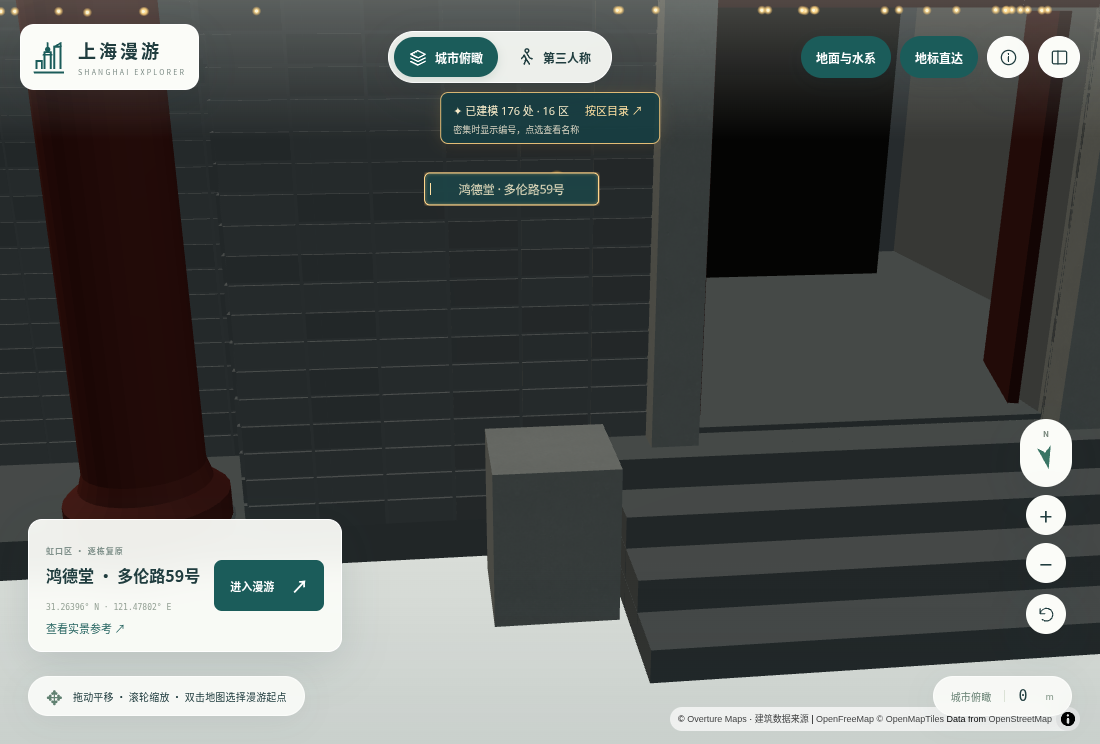 上海漫游
SHANGHAI EXPLORER
城市俯瞰
第三人称
地面与水系
地标直达
✦ 已建模 176 处 · 16 区 按区目录 ↗
密集时显示编号，点选查看名称
鸿德堂 · 多伦路59号
N
虹口区 · 逐栋复原
鸿德堂 · 多伦路59号
31.26396° N · 121.47802° E
查看实景参考 ↗
进入漫游 ↗
拖动平移 · 滚轮缩放 · 双击地图选择漫游起点
城市俯瞰 0 m
© Overture Maps · 建筑数据来源 | OpenFreeMap © OpenMapTiles Data from OpenStreetMap